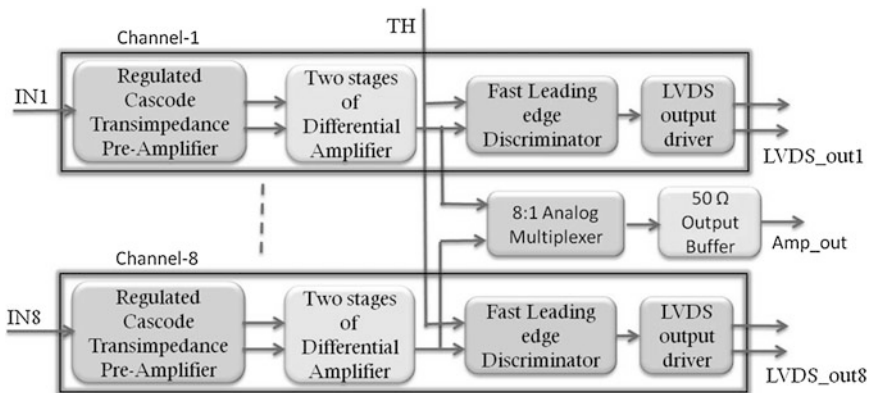 TH
Channel-1
IN1
Regulated
Cascode
Transimpedance
Pre-Amplifier
Two stages
of
Differential
Amplifier
Fast Leading
edge
Discriminator
LVDS
output
driver
LVDS_out1
8:1 Analog
Multiplexer
50 Ω
Output
Buffer
Amp_out
Channel-8
IN8
Regulated
Cascode
Transimpedance
Pre-Amplifier
Two stages
of
Differential
Amplifier
Fast Leading
edge
Discriminator
LVDS
output
driver
LVDS_out8